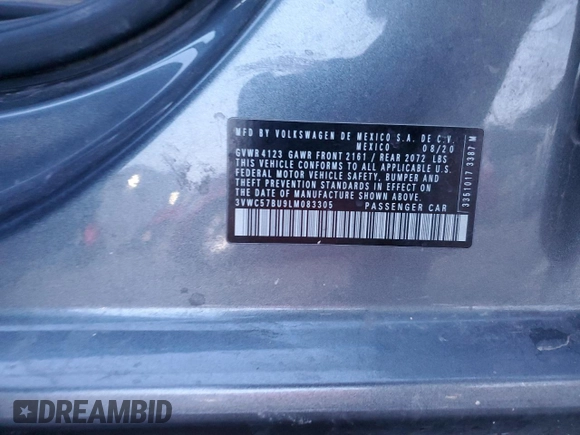 MFD BY VOLKSWAGEN DE MEXICO S.A. DE C.V.
MEXICO 08/20
GVWR4123 GAWR FRONT 2161 / REAR 2072 LBS
THIS VEHICLE CONFORMS TO ALL APPLICABLE U.S.
FEDERAL MOTOR VEHICLE SAFETY, BUMPER AND
THEFT PREVENTION STANDARDS IN EFFECT ON
THE DATE OF MANUFACTURE SHOWN ABOVE
3VWC57BU9LM083305 PASSENGER CAR
3351017 3387 M
DREAMBID